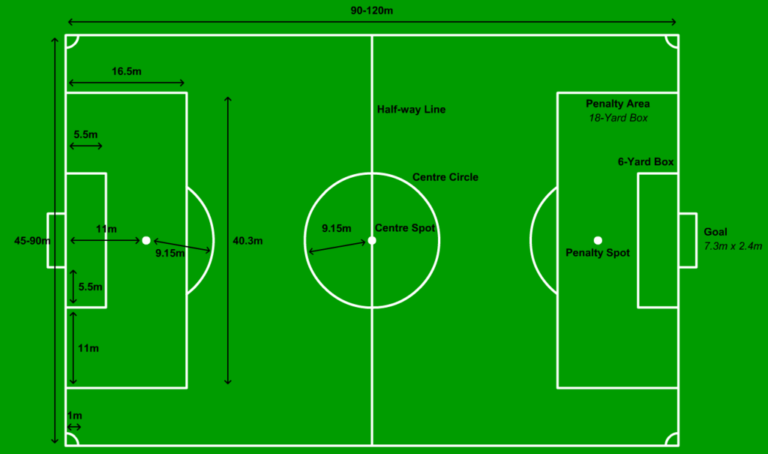 90-120m
16.5m
Penalty Area
18-Yard Box
Half-way Line
5.5m
6-Yard Box
Centre Circle
11m
9.15m
Centre Spot
Goal
45-90m
40.3m
7.3m x 2.4m
9.15m
Penalty Spot
5.5m
11m
1m